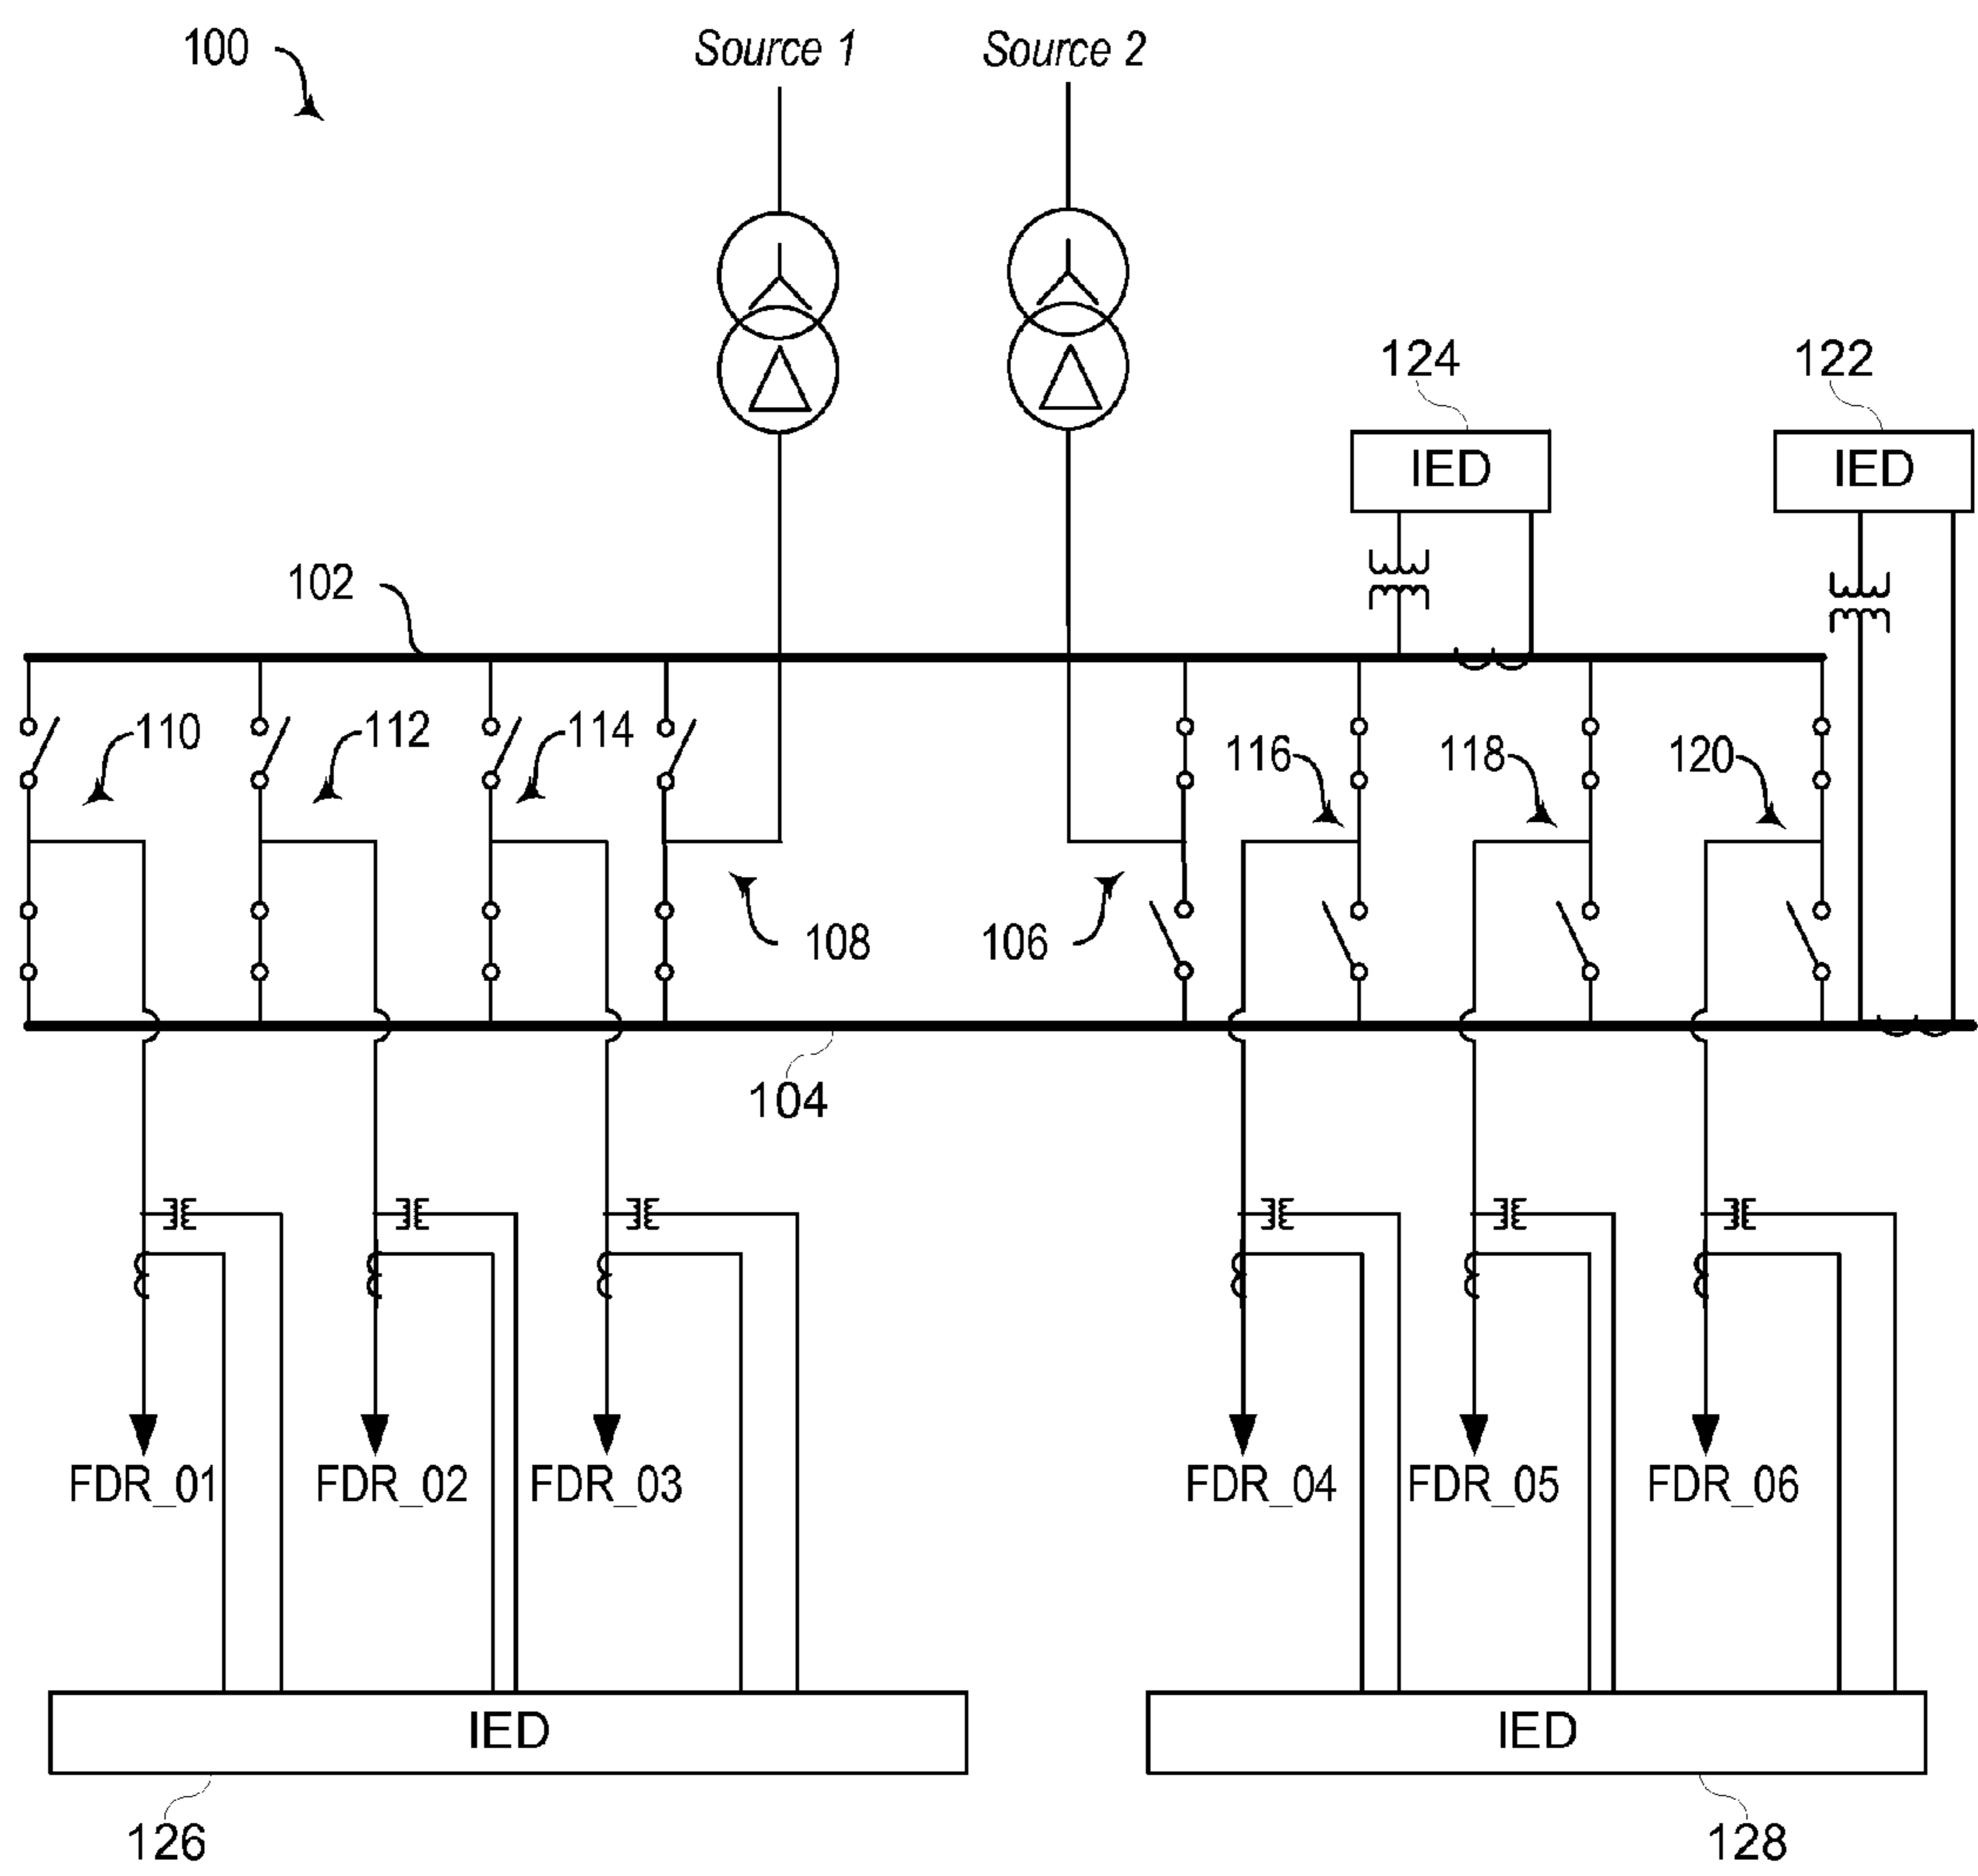 100
Source 1
Source 2
124
122
IED
IED
102
110
112
114
116
118
120
108
106
104
FDR_01
FDR_02
FDR_03
FDR_04
FDR_05
FDR_06
IED
IED
126
128